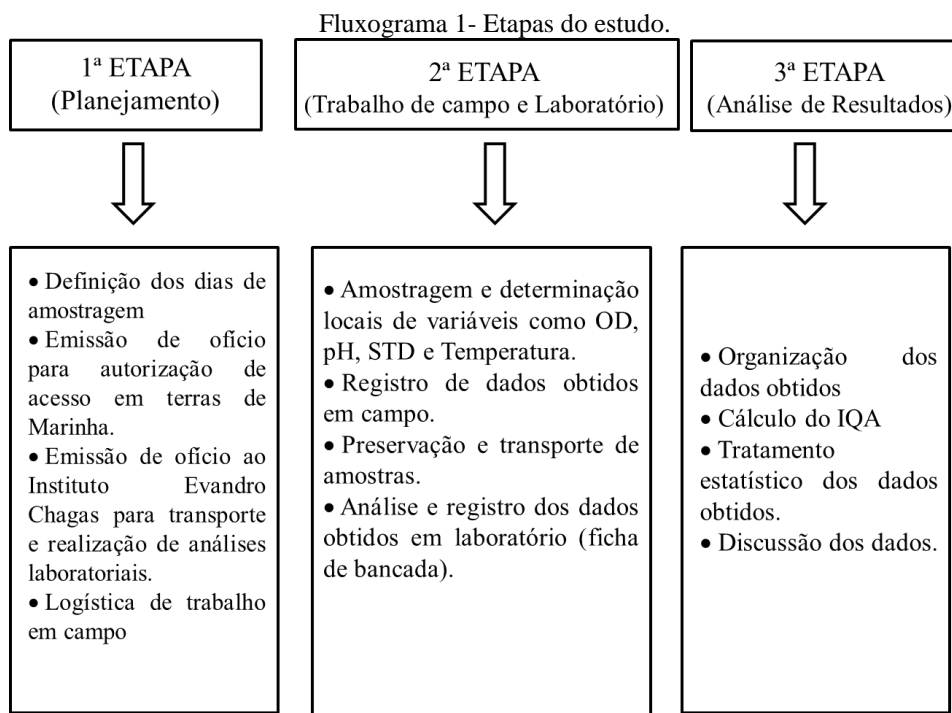 Fluxograma 1- Etapas do estudo.
1ª ETAPA
(Planejamento)
2ª ETAPA
(Trabalho de campo e Laboratório)
3ª ETAPA
(Análise de Resultados)
• Definição dos dias de
amostragem
• Emissão de ofício
para autorização de
acesso em terras de
Marinha.
• Emissão de ofício ao
Instituto Evandro
Chagas para transporte
e realização de análises
laboratoriais.
• Logística de trabalho
em campo
• Amostragem e determinação
locais de variáveis como OD,
pH, STD e Temperatura.
• Registro de dados obtidos
em campo.
• Preservação e transporte de
amostras.
• Análise e registro dos dados
obtidos em laboratório (ficha
de bancada).
• Organização dos
dados obtidos
• Cálculo do IQA
• Tratamento
estatístico dos dados
obtidos.
• Discussão dos dados.